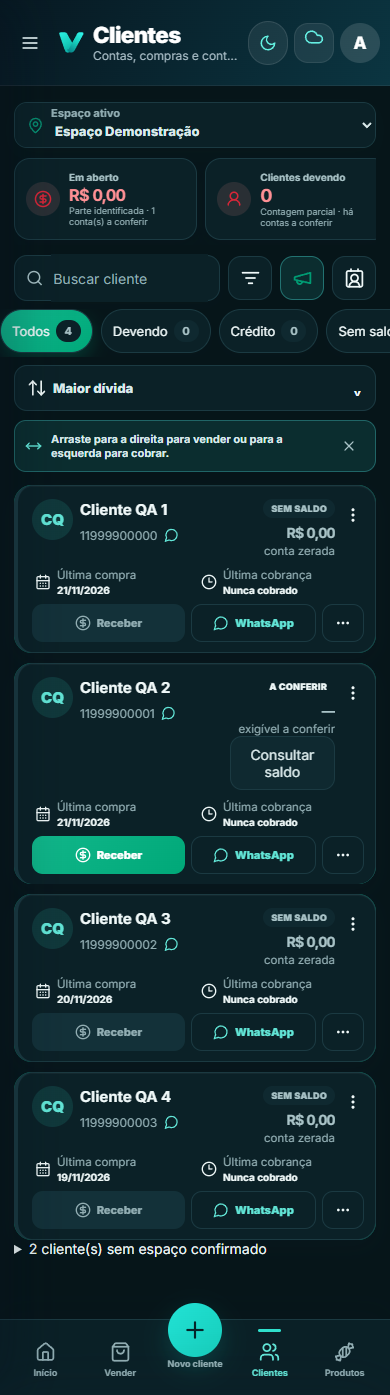 Clientes
Contas, compras e cont...
A
Espaço ativo
Espaço Demonstração
Em aberto
R$ 0,00
Parte identificada · 1
conta(s) a conferir
Clientes devendo
0
Contagem parcial · há
contas a conferir
Buscar cliente
Todos 4
Devendo 0
Crédito 0
Sem salc
Maior dívida
Arraste para a direita para vender ou para a
esquerda para cobrar.
CQ
Cliente QA 1
11999900000
SEM SALDO
R$ 0,00
conta zerada
Última compra
21/11/2026
Última cobrança
Nunca cobrado
Receber
WhatsApp
CQ
Cliente QA 2
11999900001
A CONFERIR
—
exigível a conferir
Consultar
saldo
Última compra
21/11/2026
Última cobrança
Nunca cobrado
Receber
WhatsApp
CQ
Cliente QA 3
11999900002
SEM SALDO
R$ 0,00
conta zerada
Última compra
20/11/2026
Última cobrança
Nunca cobrado
Receber
WhatsApp
CQ
Cliente QA 4
11999900003
SEM SALDO
R$ 0,00
conta zerada
Última compra
19/11/2026
Última cobrança
Nunca cobrado
Receber
WhatsApp
2 cliente(s) sem espaço confirmado
Início
Vender
Novo cliente
Clientes
Produtos